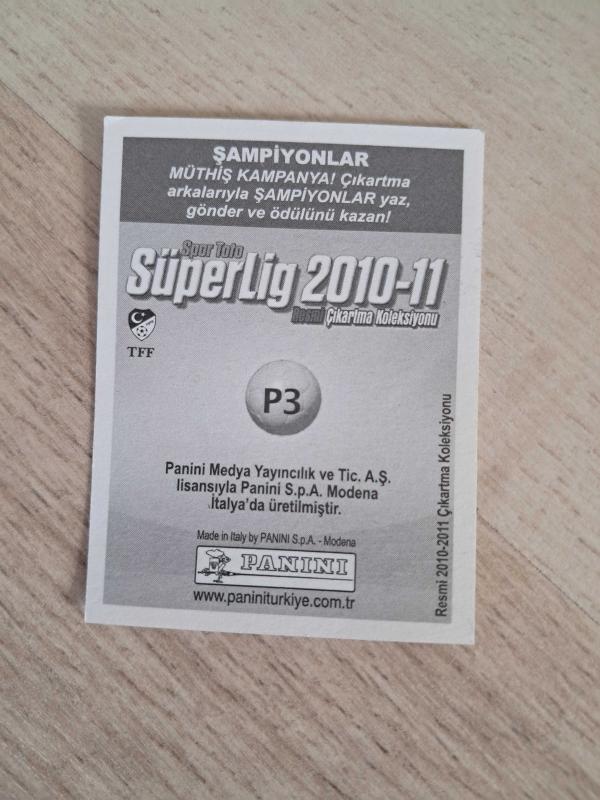 ŞAMPİYONLAR
MÜTHİŞ KAMPANYA! Çıkartma
arkalarıyla ŞAMPİYONLAR yaz,
gönder ve ödülünü kazan!
Spor Toto
SüperLig 2010-11
Resmi Çıkartma Koleksiyonu
TFF
P3
Panini Medya Yayıncılık ve Tic. A.Ş.
lisansıyla Panini S.p.A. Modena
İtalya'da üretilmiştir.
Made in Italy by PANINI S.p.A. - Modena
PANINI
www.paniniturkiye.com.tr
Resmi 2010-2011 Çıkartma Koleksiyonu